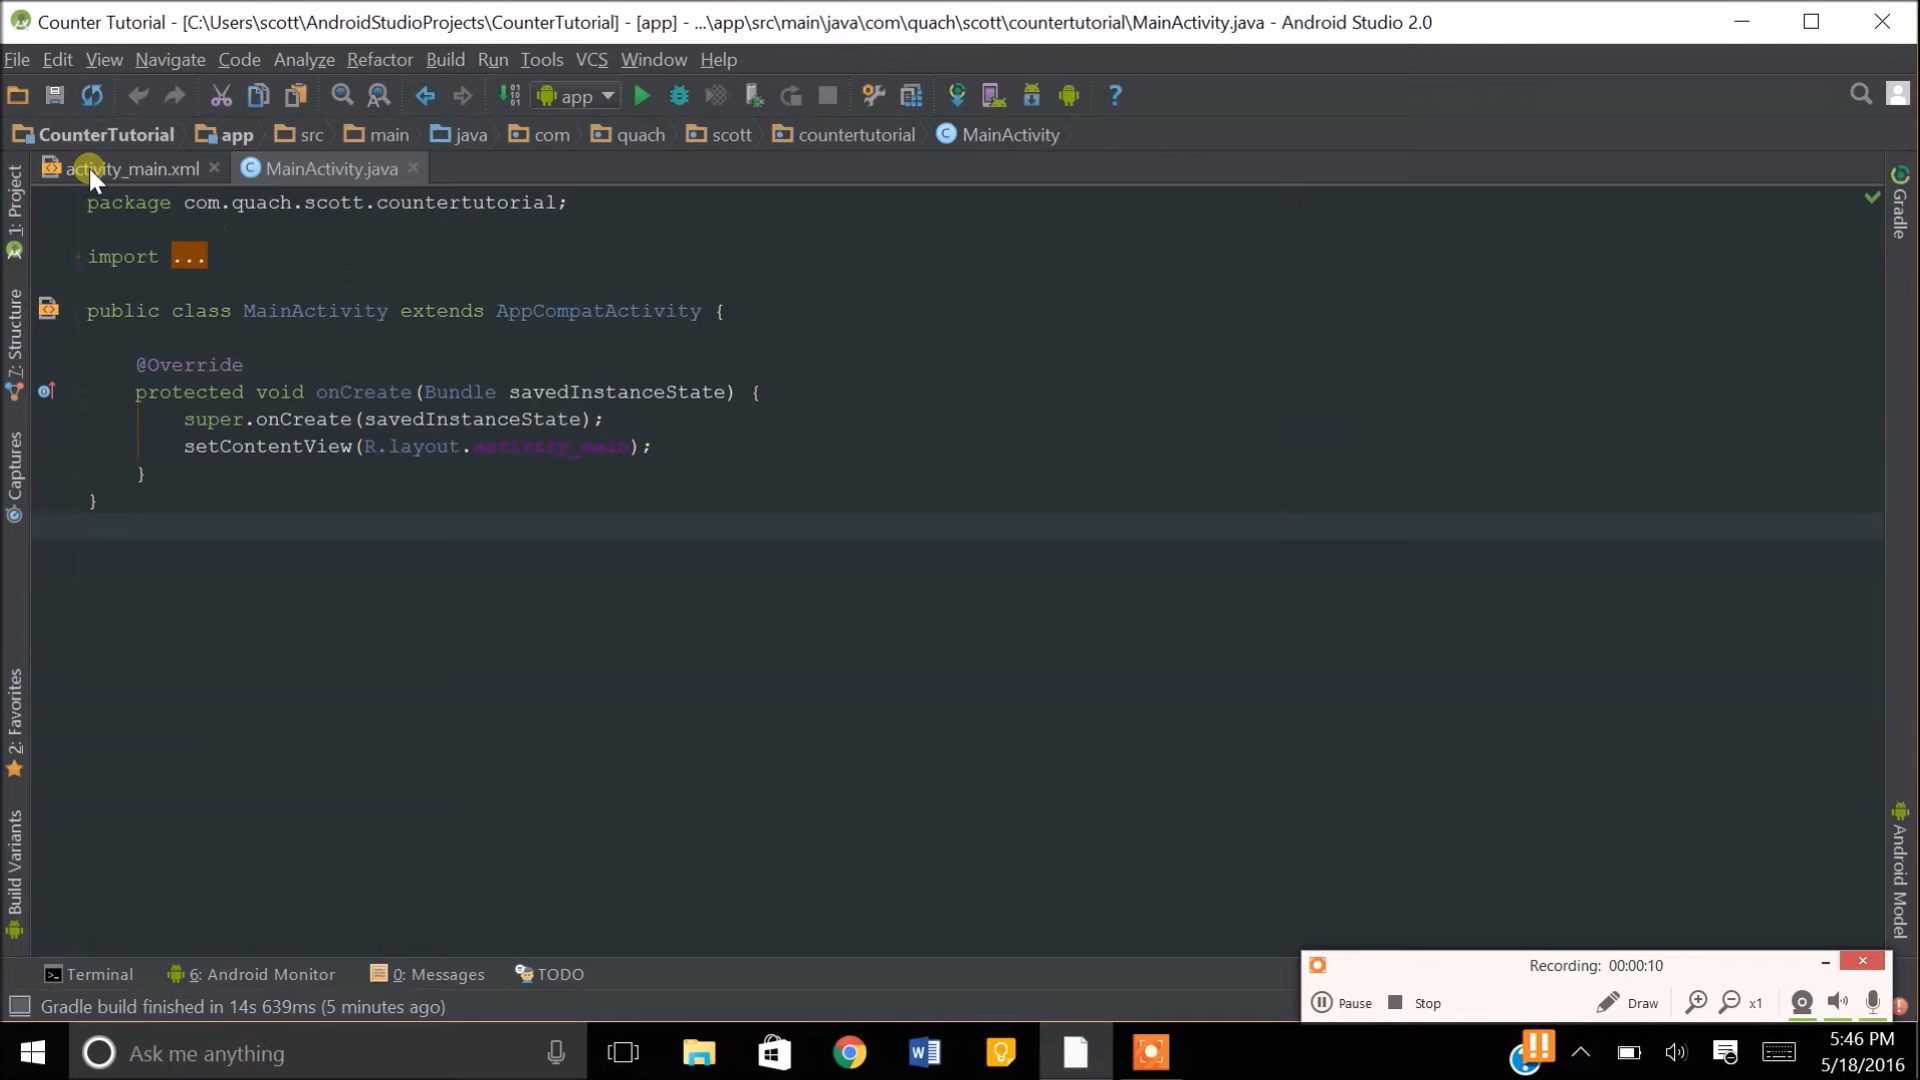 Counter Tutorial - [C:\Users\scott\AndroidStudioProjects\CounterTutorial] - [app] - ...\app\src\main\java\com\quach\scott\countertutorial\MainActivity.java - Android Studio 2.0
File Edit View Navigate Code Analyze Refactor Build Run Tools VCS Window Help
app
CounterTutorial app src main java com quach scott countertutorial MainActivity
activity_main.xml MainActivity.java
package com.quach.scott.countertutorial;
import ...
public class MainActivity extends AppCompatActivity {
@Override
protected void onCreate(Bundle savedInstanceState) {
super.onCreate(savedInstanceState);
setContentView(R.layout.activity_main);
}
}
1: Project
7: Structure
Captures
2: Favorites
Build Variants
Gradle
Android Model
Terminal 6: Android Monitor 0: Messages TODO
Gradle build finished in 14s 639ms (5 minutes ago)
Recording: 00:00:10
Pause Stop Draw x1
Ask me anything
5:46 PM
5/18/2016